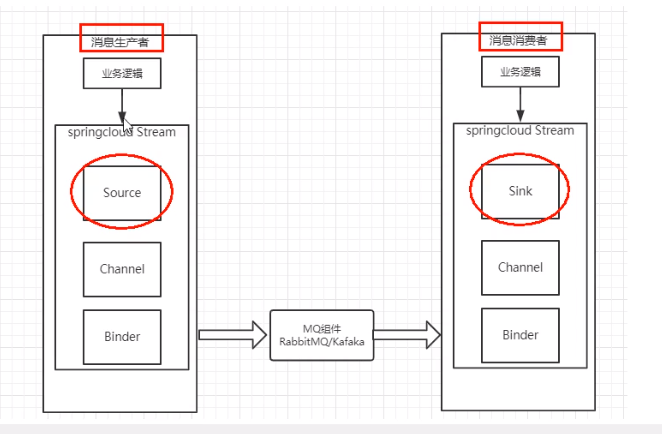 消息生产者
业务逻辑
springcloud Stream
Source
Channel
Binder
MQ组件
RabbitMQ/Kafaka
消息消费者
业务逻辑
springcloud Stream
Sink
Channel
Binder